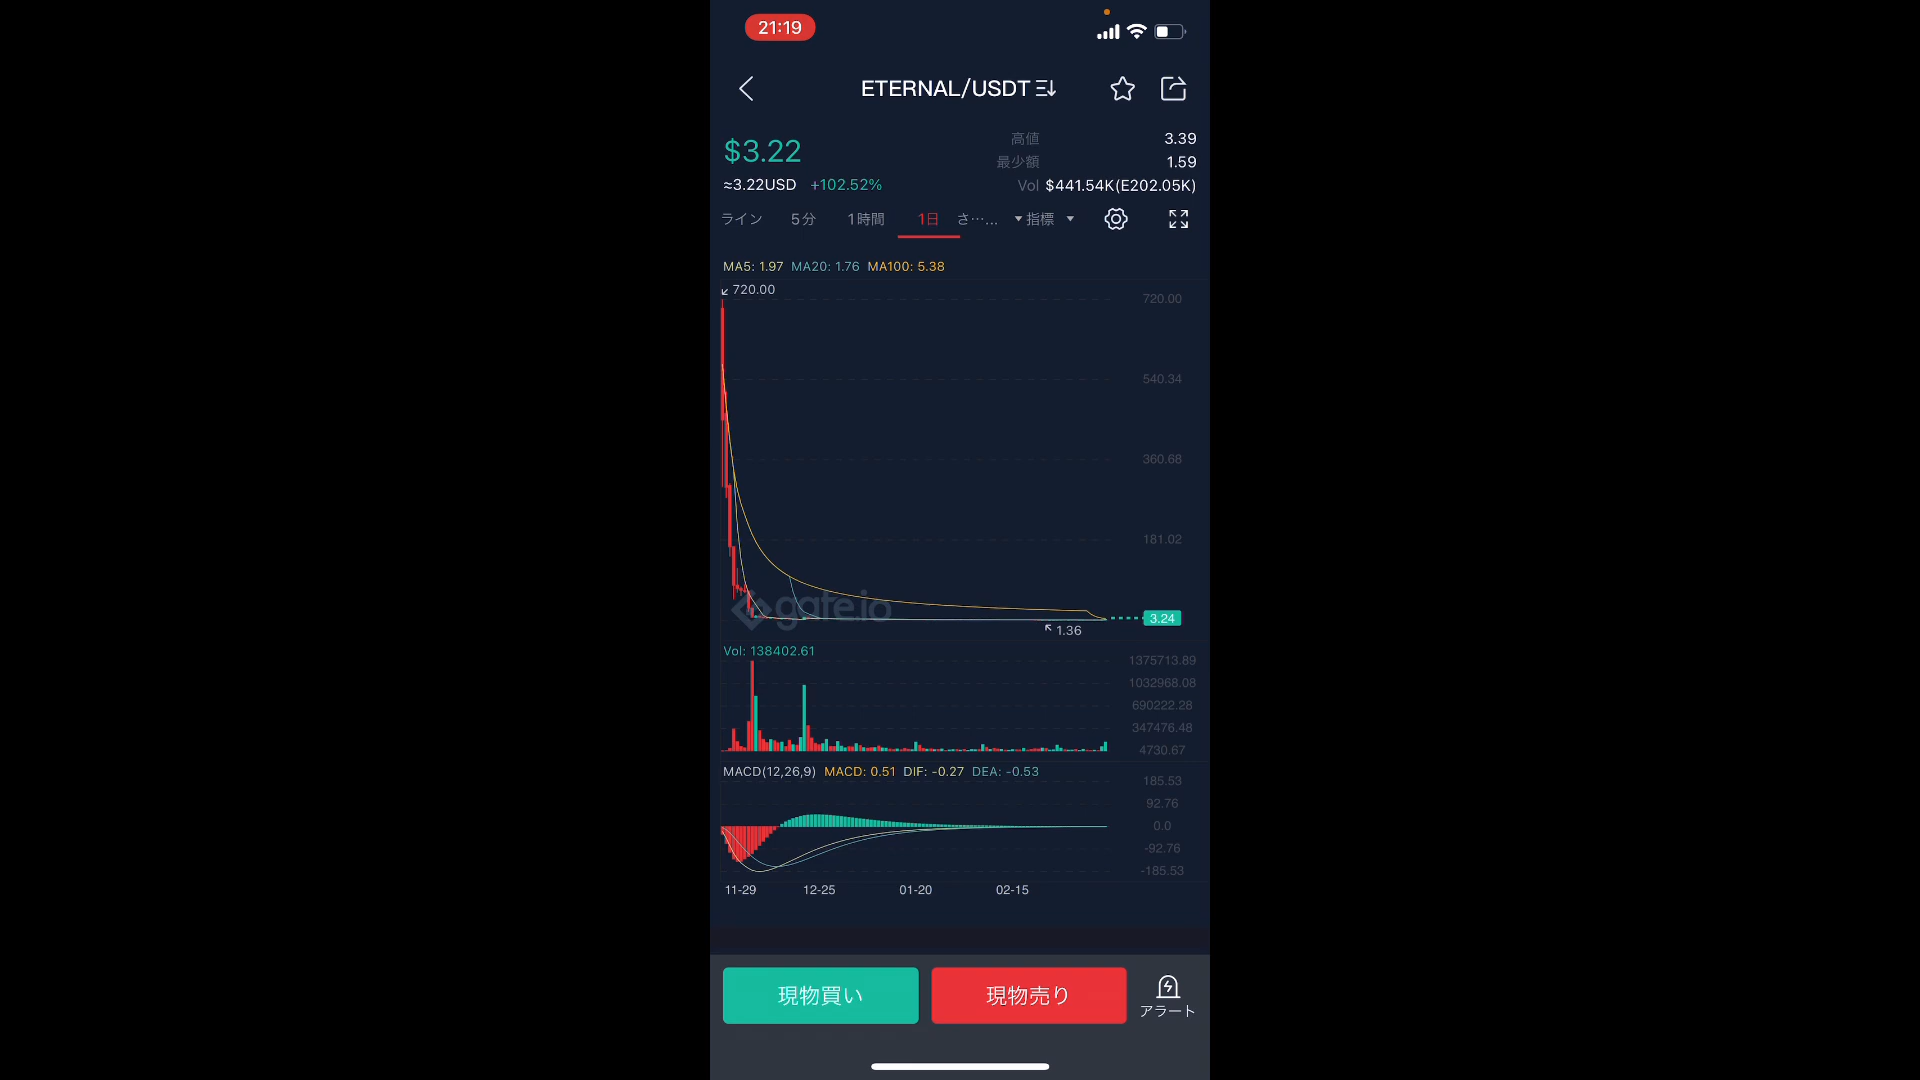 21:19
ETERNAL/USDT
$3.22
高値 3.39
最少額 1.59
≈3.22USD +102.52%
Vol $441.54K(E202.05K)
ライン 5分 1時間 1日 さ…... 指標
MA5: 1.97 MA20: 1.76 MA100: 5.38
720.00
720.00
540.34
360.68
181.02
gate.io
3.24
1.36
Vol: 138402.61
1375713.89
1032968.08
690222.28
347476.48
4730.67
MACD(12,26,9) MACD: 0.51 DIF: -0.27 DEA: -0.53
185.53
92.76
0.0
-92.76
-185.53
11-29 12-25 01-20 02-15
現物買い 現物売り アラート